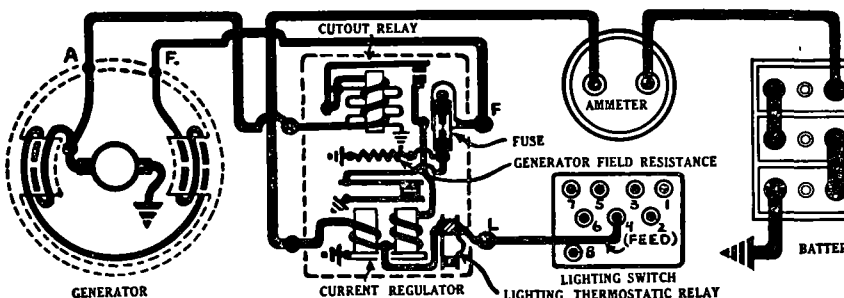 CUTOUT RELAY
A
F.
F
AMMETER
FUSE
GENERATOR FIELD RESISTANCE
7 5 3 1
6 4 2
(FEED)
8
L
GENERATOR
CURRENT REGULATOR
LIGHTING SWITCH
LIGHTING THERMOSTATIC RELAY